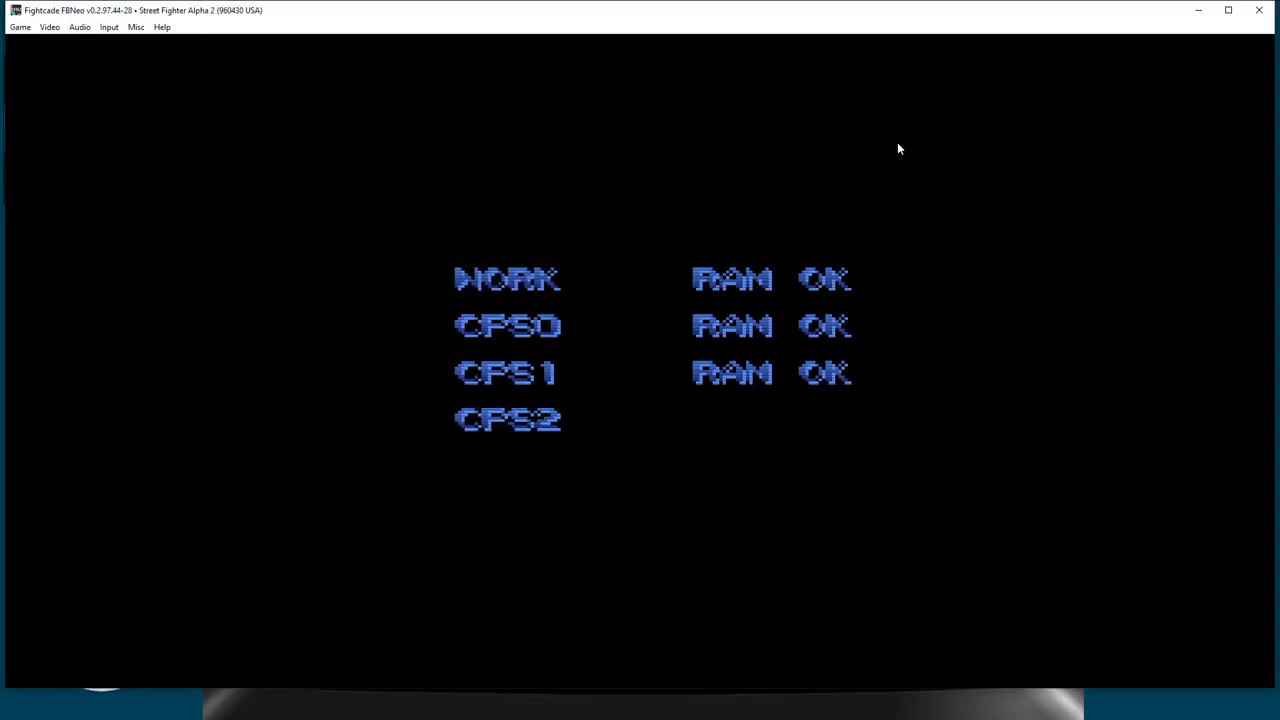 Fightcade FBNeo v0.2.97.44-28 • Street Fighter Alpha 2 (960430 USA)
Game Video Audio Input Misc Help
WORK RAM OK
CPS0 RAM OK
CPS1 RAM OK
CPS2